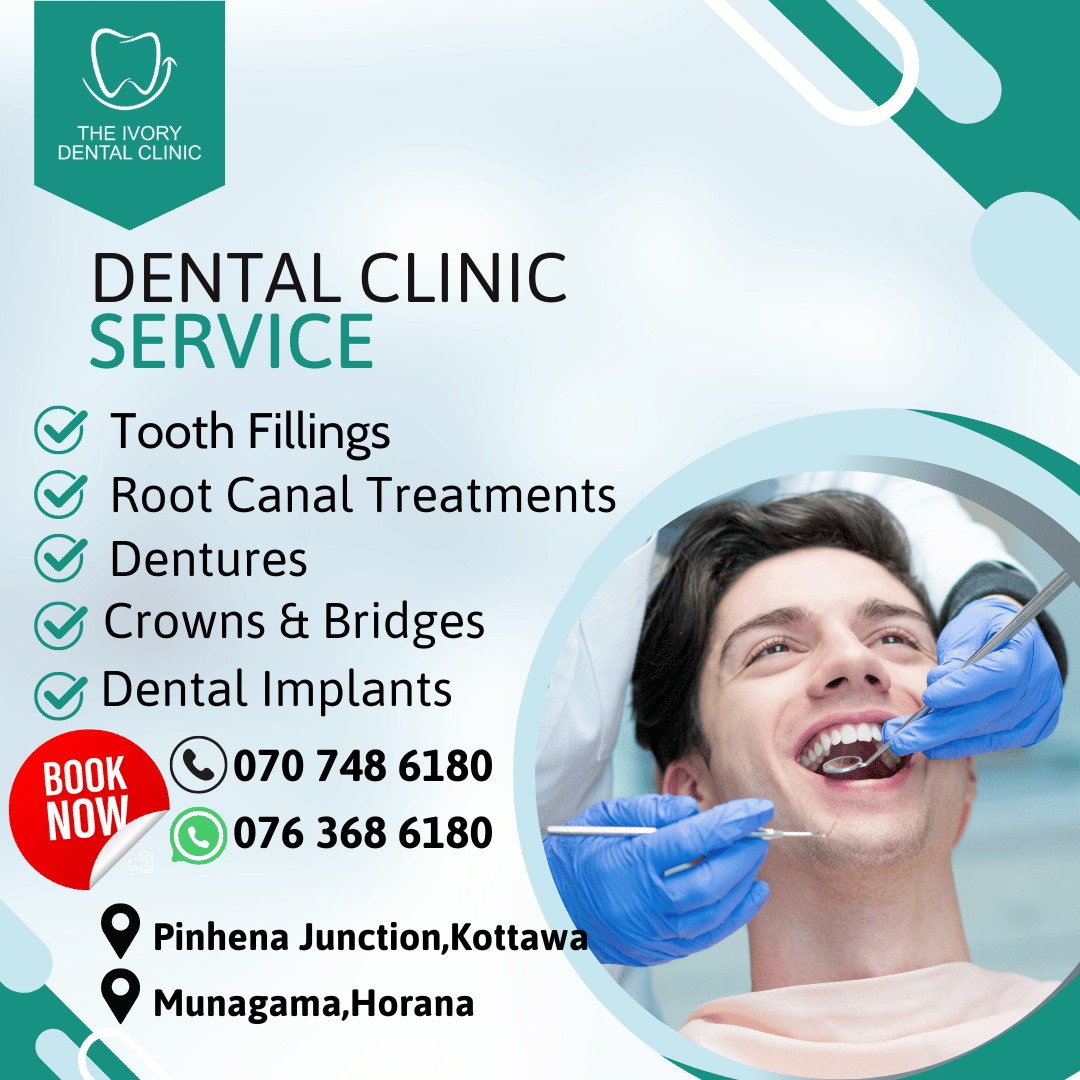 THE IVORY
DENTAL CLINIC
DENTAL CLINIC
SERVICE
Tooth Fillings
Root Canal Treatments
Dentures
Crowns & Bridges
Dental Implants
BOOK
NOW
070 748 6180
076 368 6180
Pinhena Junction,Kottawa
Munagama,Horana